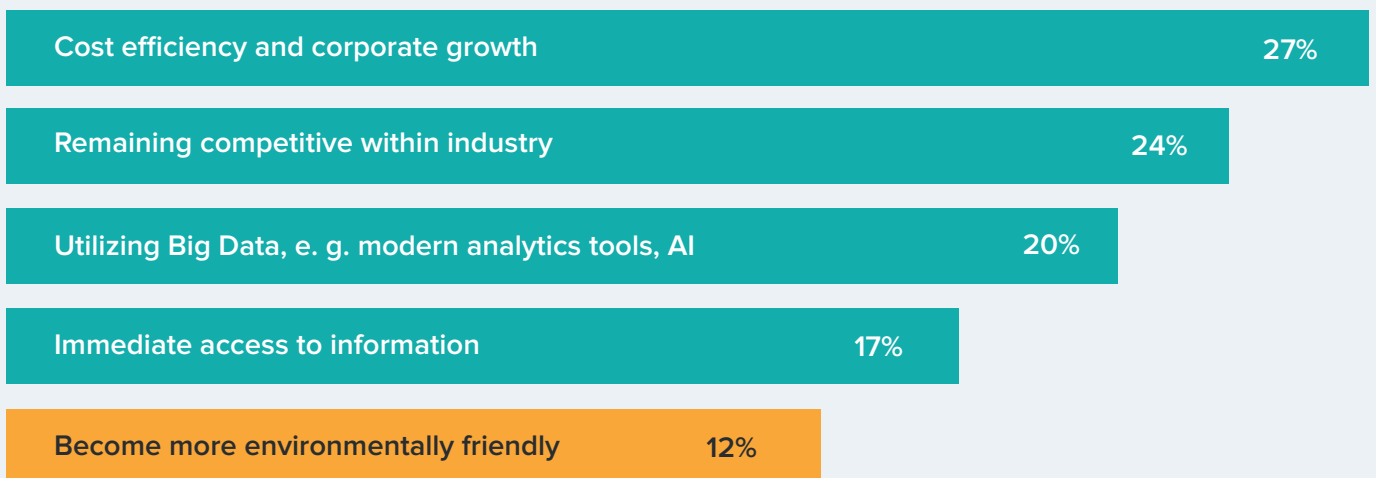 Cost efficiency and corporate growth 27%
Remaining competitive within industry 24%
Utilizing Big Data, e. g. modern analytics tools, AI 20%
Immediate access to information 17%
Become more environmentally friendly 12%